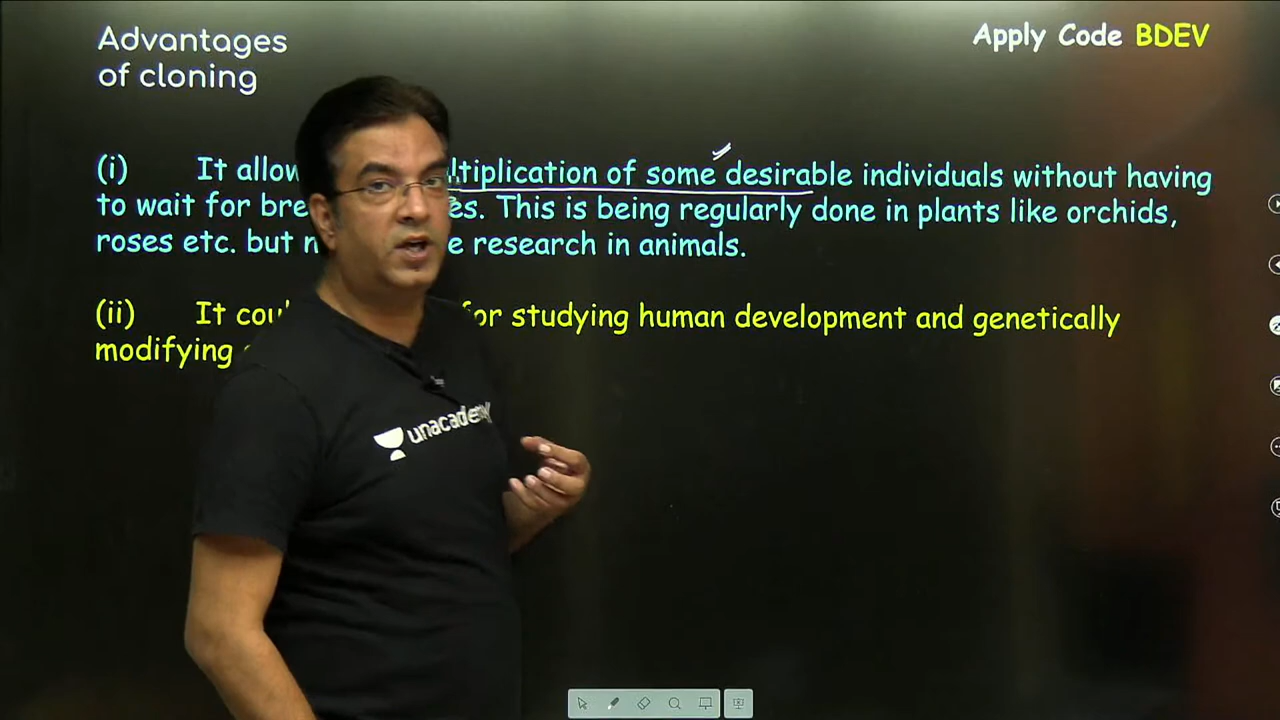 Advantages
of cloning
Apply Code BDEV
(i) It allow ltiplication of some desirable individuals without having
to wait for bre es. This is being regularly done in plants like orchids,
roses etc. but n e research in animals.
(ii) It cou for studying human development and genetically
modifying
unacademy